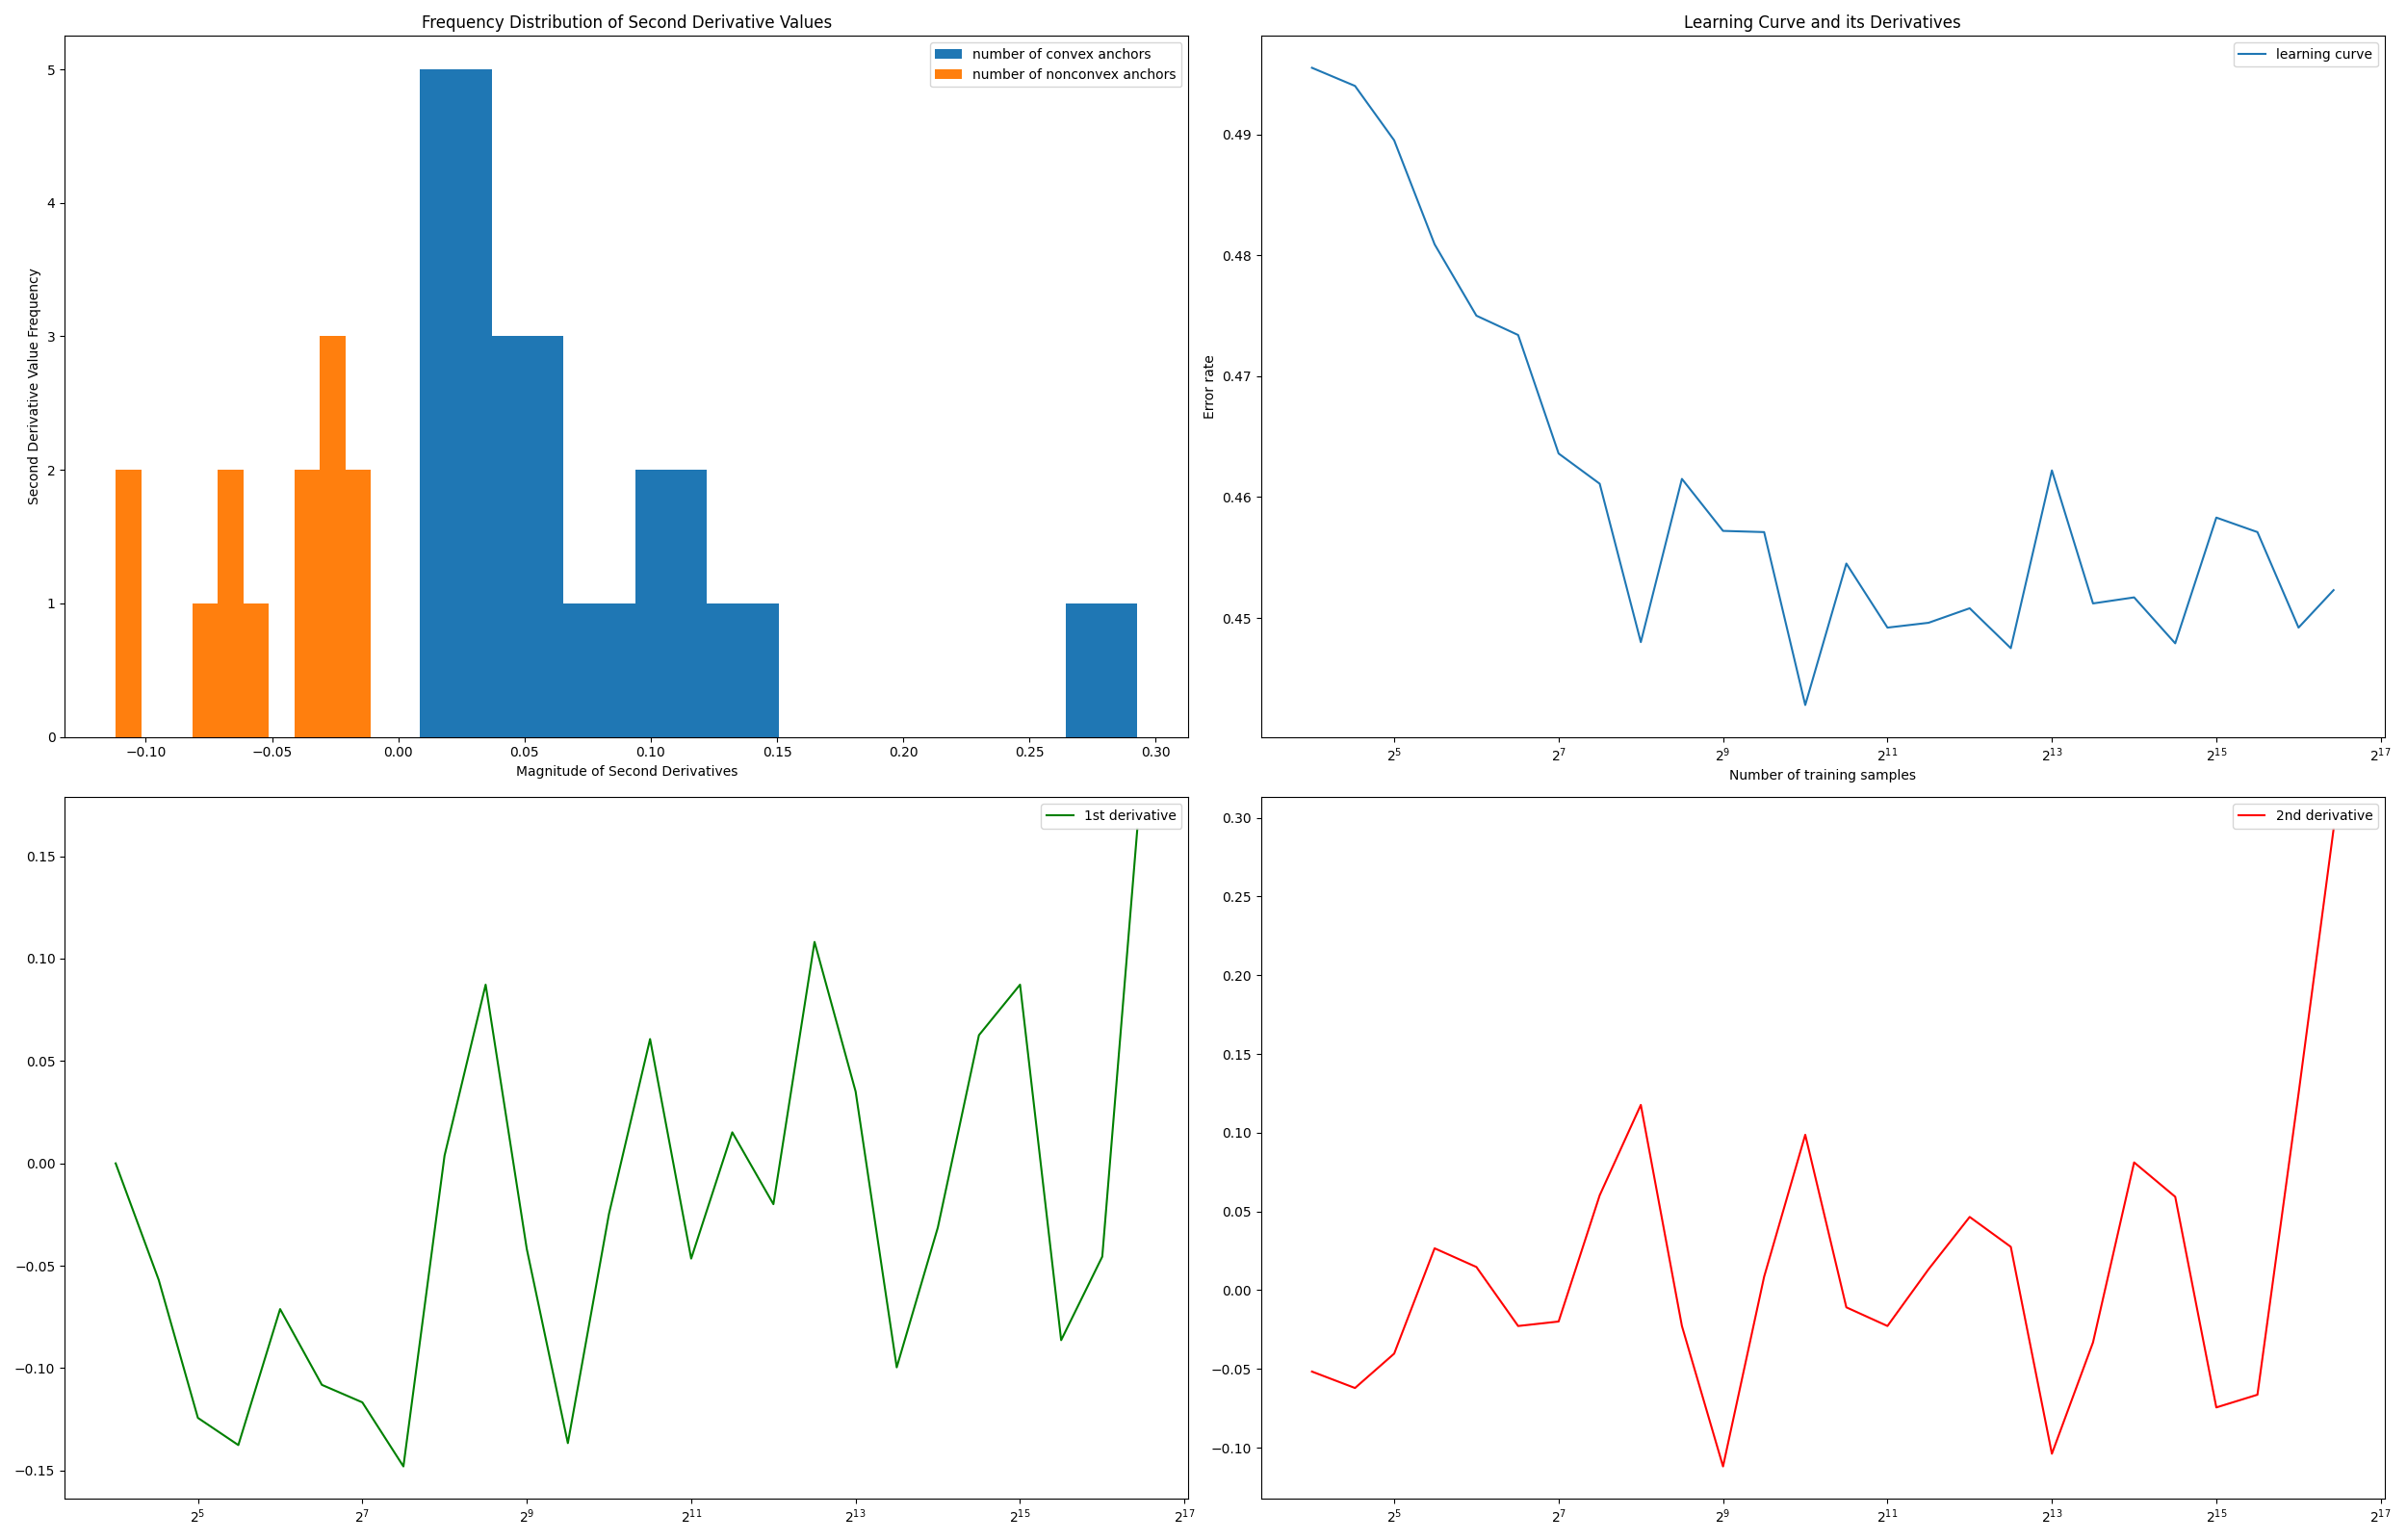 Frequency Distribution of Second Derivative Values
number of convex anchors
number of nonconvex anchors
Second Derivative Value Frequency
5
4
3
2
1
0
−0.10 −0.05 0.00 0.05 0.10 0.15 0.20 0.25 0.30
Magnitude of Second Derivatives
Learning Curve and its Derivatives
learning curve
Error rate
0.49
0.48
0.47
0.46
0.45
2^5 2^7 2^9 2^11 2^13 2^15 2^17
Number of training samples
1st derivative
0.15
0.10
0.05
0.00
−0.05
−0.10
−0.15
2^5 2^7 2^9 2^11 2^13 2^15 2^17
2nd derivative
0.30
0.25
0.20
0.15
0.10
0.05
0.00
−0.05
−0.10
2^5 2^7 2^9 2^11 2^13 2^15 2^17